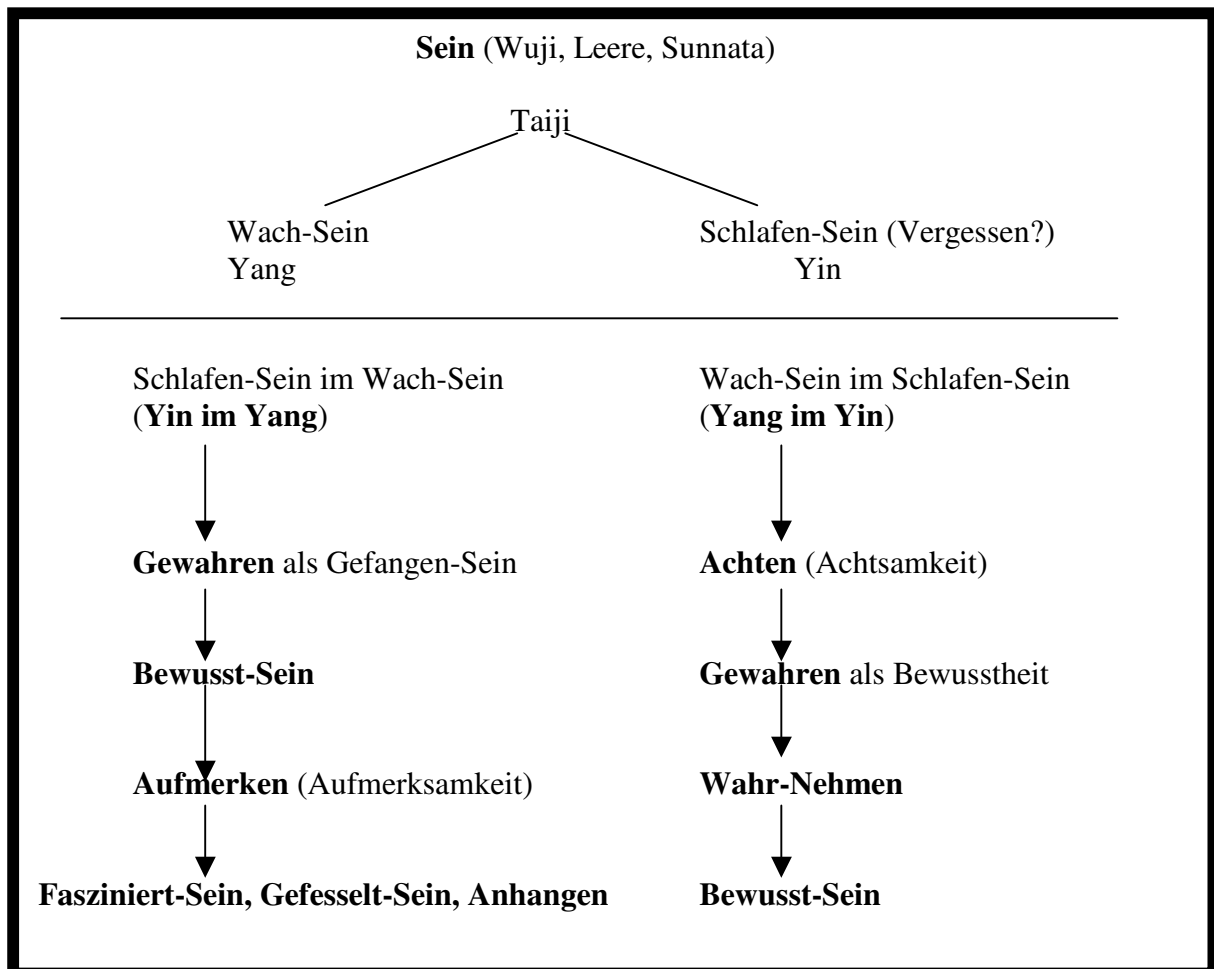 Sein (Wuji, Leere, Sunnata)
Taiji
Wach-Sein
Yang
Schlafen-Sein (Vergessen?)
Yin
Schlafen-Sein im Wach-Sein
(Yin im Yang)
Wach-Sein im Schlafen-Sein
(Yang im Yin)
Gewahren als Gefangen-Sein
Achten (Achtsamkeit)
Bewusst-Sein
Gewahren als Bewusstheit
Aufmerken (Aufmerksamkeit)
Wahr-Nehmen
Fasziniert-Sein, Gefesselt-Sein, Anhangen
Bewusst-Sein